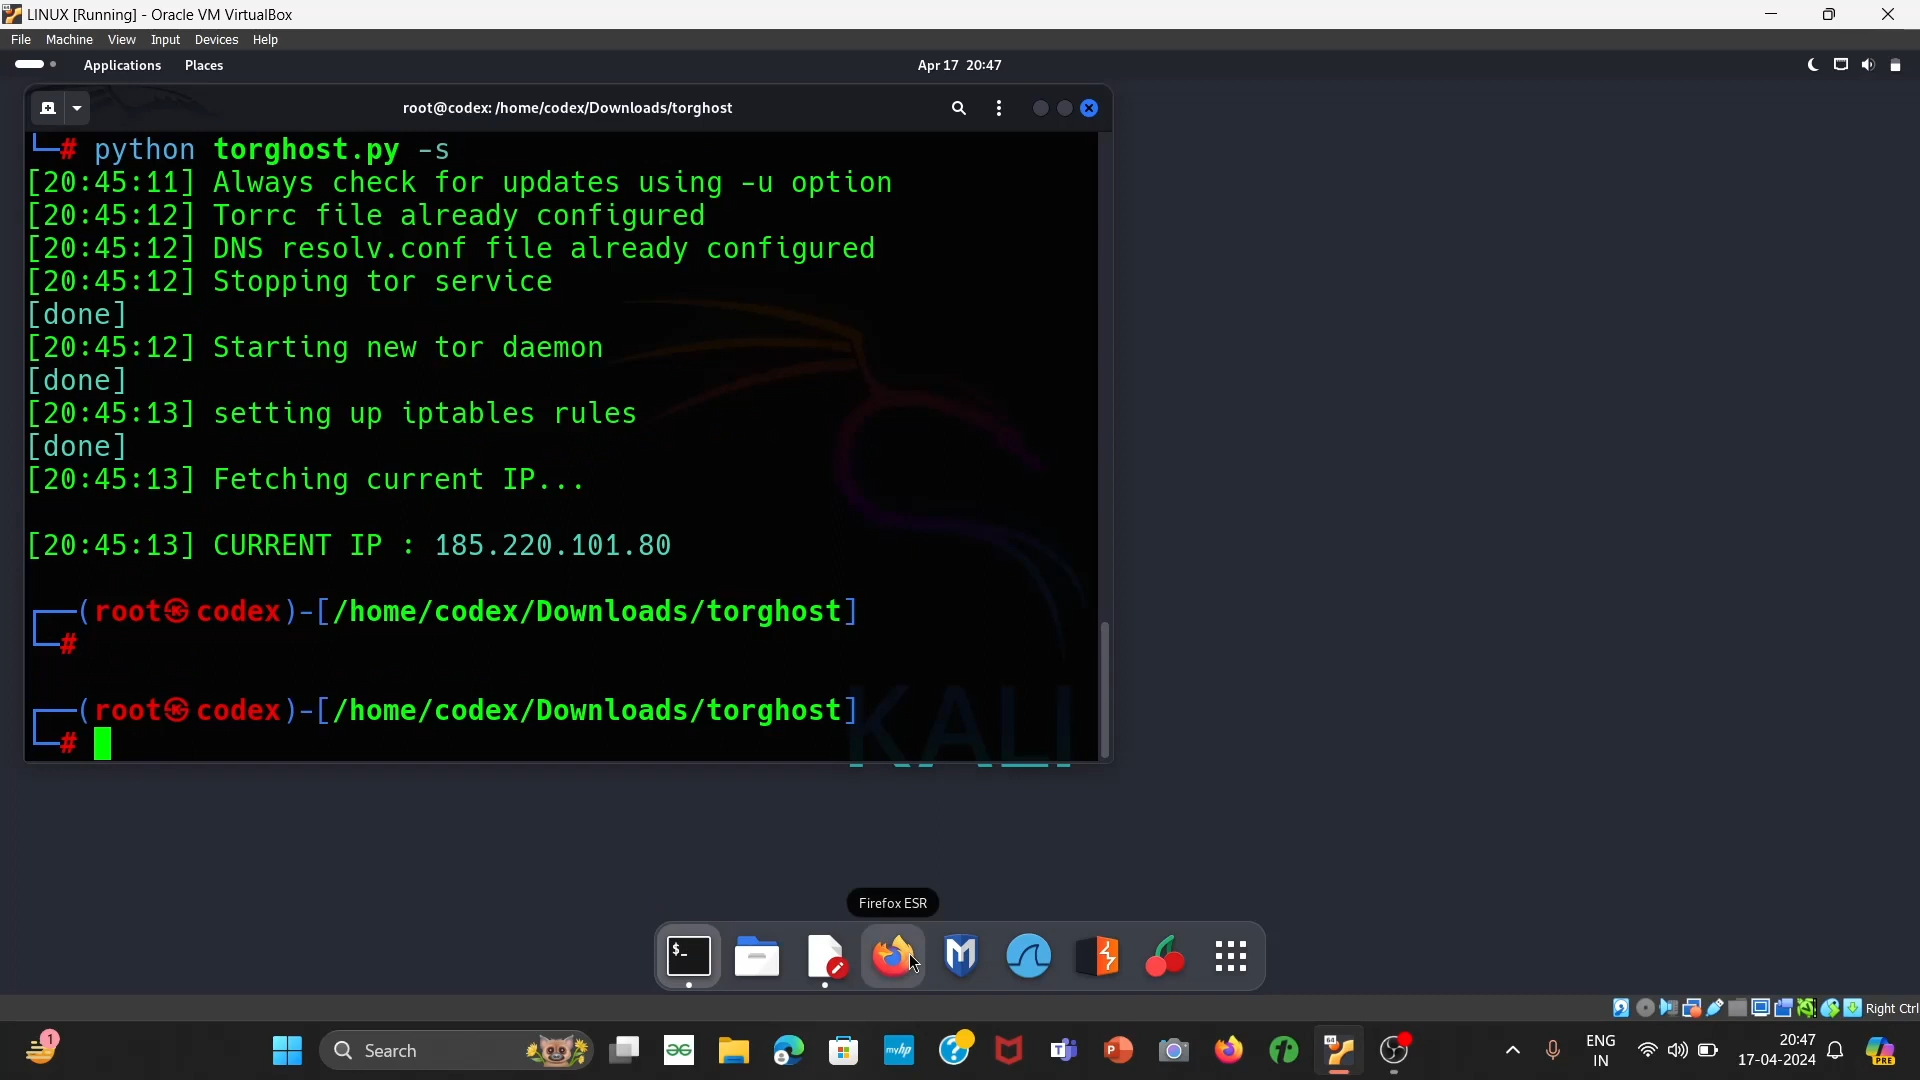 LINUX [Running] - Oracle VM VirtualBox
File Machine View Input Devices Help
Applications Places Apr 17 20:47
root@codex: /home/codex/Downloads/torghost
└─# python torghost.py -s
[20:45:11] Always check for updates using -u option
[20:45:12] Torrc file already configured
[20:45:12] DNS resolv.conf file already configured
[20:45:12] Stopping tor service
[done]
[20:45:12] Starting new tor daemon
[done]
[20:45:13] setting up iptables rules
[done]
[20:45:13] Fetching current IP...
[20:45:13] CURRENT IP : 185.220.101.80
┌──(root㉿codex)-[/home/codex/Downloads/torghost]
└─#
┌──(root㉿codex)-[/home/codex/Downloads/torghost]
└─#
KALI
Firefox ESR
$_
Right Ctrl
1
Search
myhp
ENG
IN
20:47
17-04-2024
PRE